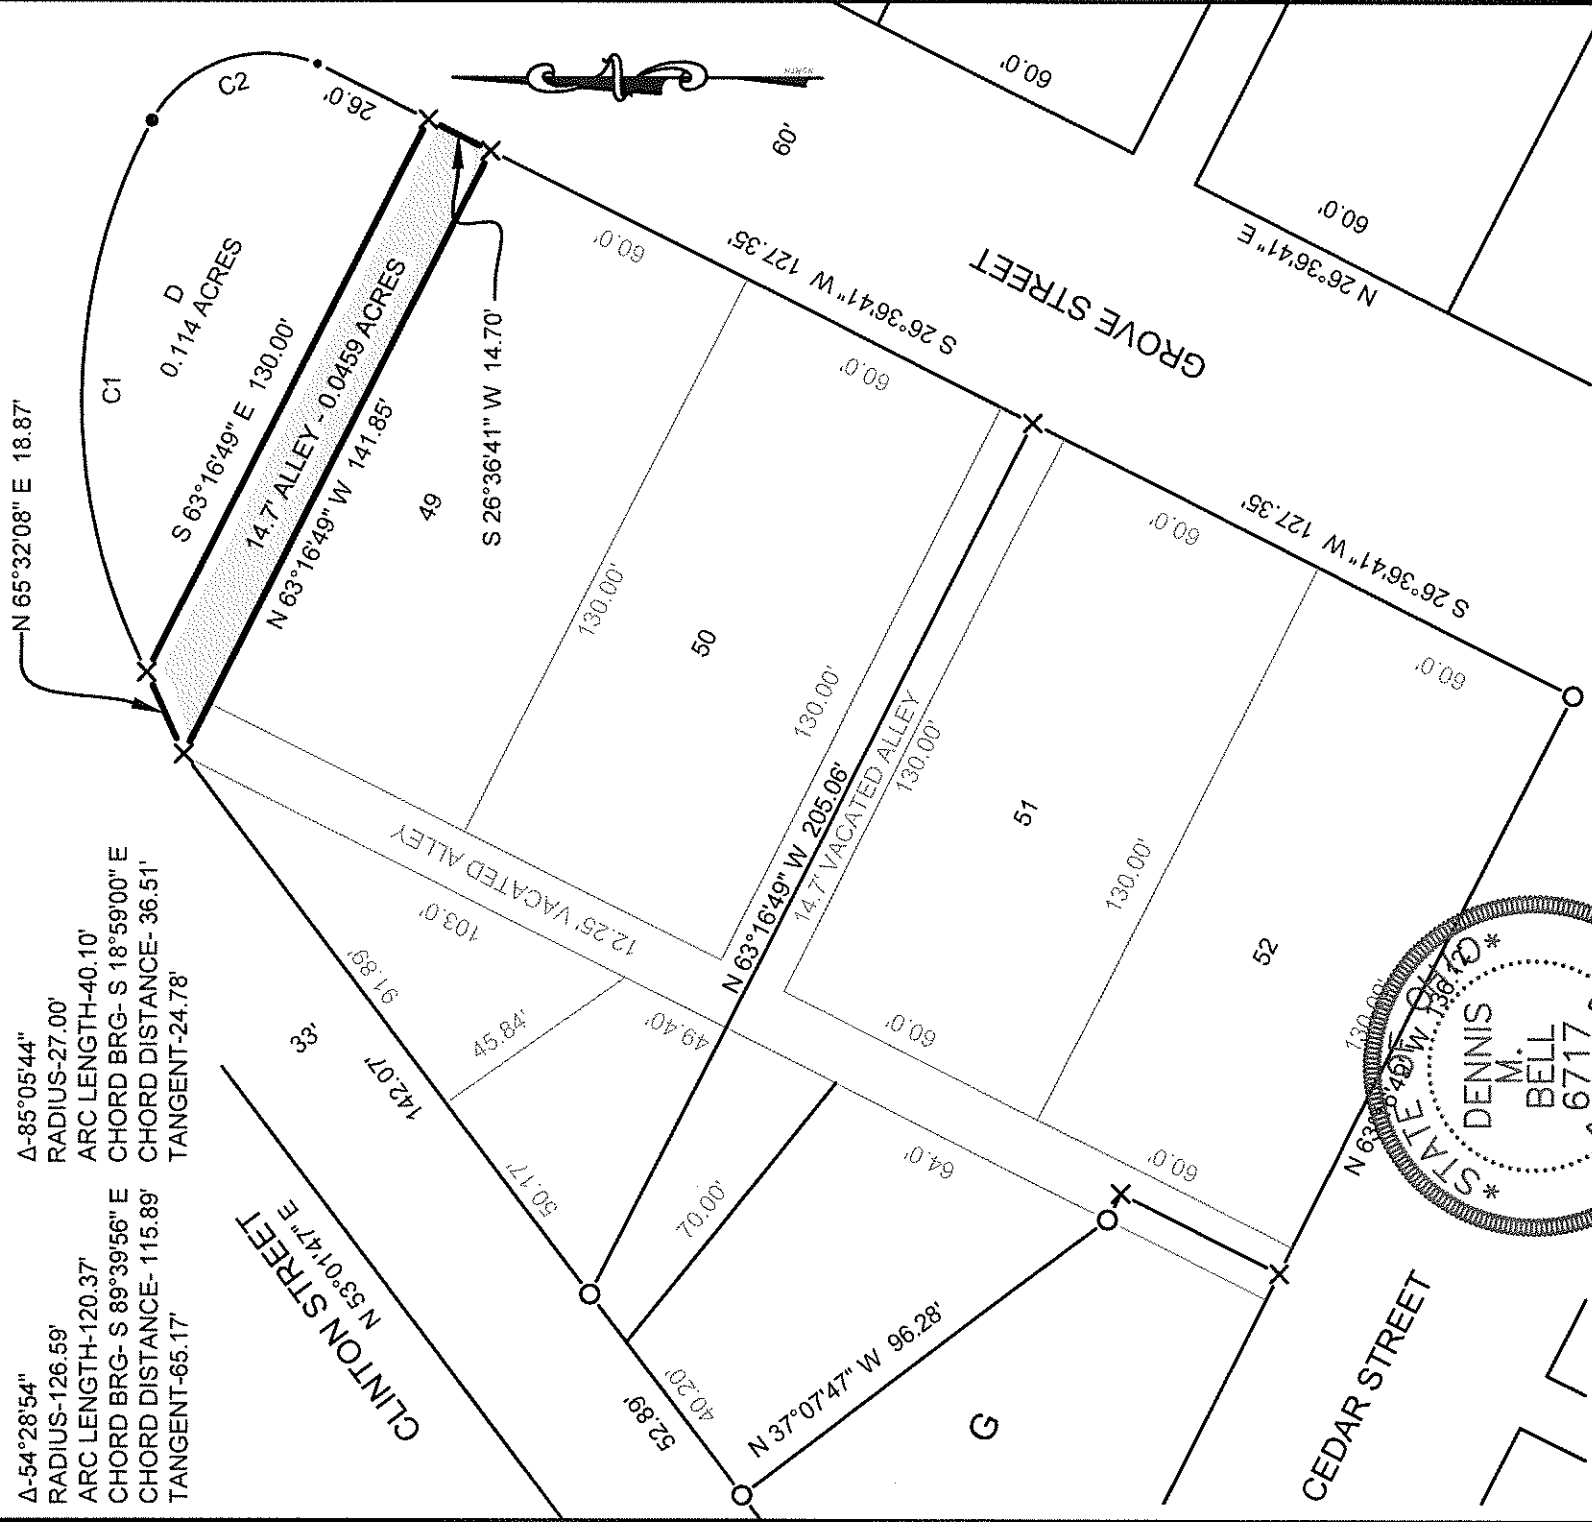 Δ-54°28'54"
RADIUS-126.59'
ARC LENGTH-120.37'
CHORD BRG- S 89°39'56" E
CHORD DISTANCE- 115.89'
TANGENT-65.17'
Δ-85°05'44"
RADIUS-27.00'
ARC LENGTH-40.10'
CHORD BRG- S 18°59'00" E
CHORD DISTANCE- 36.51'
TANGENT-24.78'
N 65°32'08" E 18.87'
C1
C2
26.0'
D
0.114 ACRES
S 63°16'49" E 130.00'
14.7' ALLEY - 0.0459 ACRES
N 63°16'49" W 141.85'
S 26°36'41" W 14.70'
NORTH
60'
60.0'
60.0'
N 26°36'41" E
GROVE STREET
S 26°36'41" W 127.35'
60.0'
60.0'
49
130.00'
50
130.00'
12.25' VACATED ALLEY
103.0'
33'
91.89'
142.07'
45.84'
49.40'
50.17'
N 63°16'49" W 205.06'
14.7' VACATED ALLEY
130.00'
60.0'
51
60.0'
S 26°36'41" W 127.35'
60.0'
130.00'
52
60.0'
64.0'
70.00'
CLINTON STREET
N 53°01'47" E
52.89'
40.20'
N 37°07'47" W 96.28'
G
CEDAR STREET
130.00'
N 63° W 136.12'
STATE OF OHIO
DENNIS
M.
BELL
6717